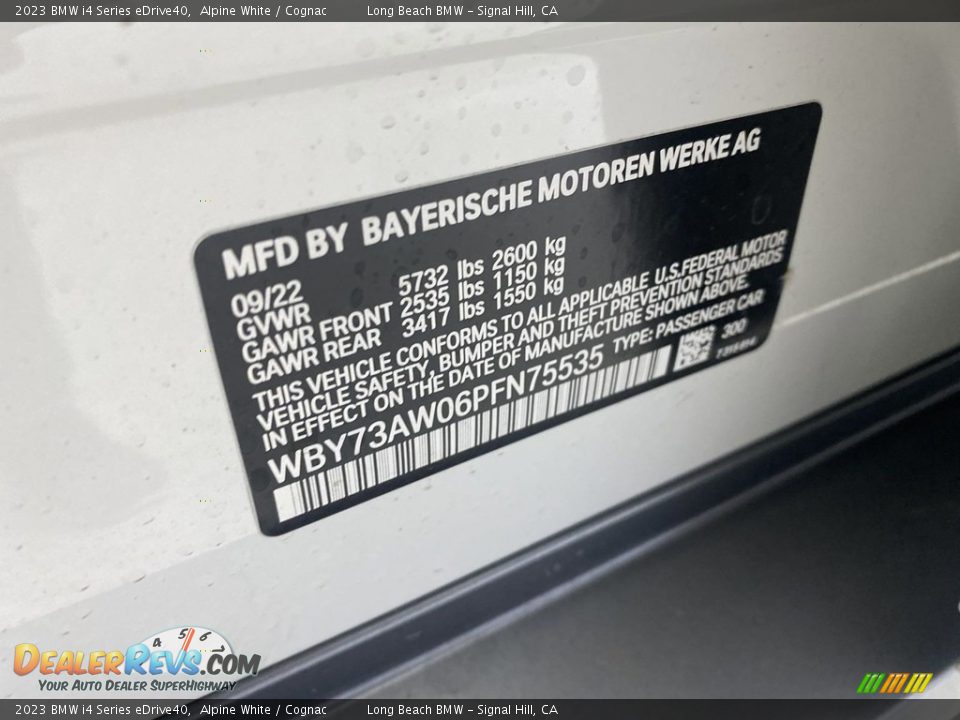 2023 BMW i4 Series eDrive40, Alpine White / Cognac Long Beach BMW - Signal Hill, CA
MFD BY BAYERISCHE MOTOREN WERKE AG
09/22
GVWR 5732 lbs 2600 kg
GAWR FRONT 2535 lbs 1150 kg
GAWR REAR 3417 lbs 1550 kg
THIS VEHICLE CONFORMS TO ALL APPLICABLE U.S.FEDERAL MOTOR
VEHICLE SAFETY, BUMPER AND THEFT PREVENTION STANDARDS
IN EFFECT ON THE DATE OF MANUFACTURE SHOWN ABOVE.
WBY73AW06PFN75535 TYPE: PASSENGER CAR
300
4 5 6
DEALERREVS.COM
YOUR AUTO DEALER SUPERHIGHWAY
2023 BMW i4 Series eDrive40, Alpine White / Cognac Long Beach BMW - Signal Hill, CA